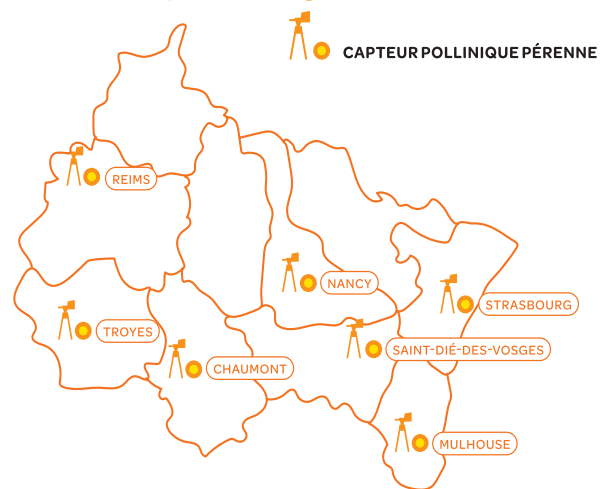 CAPTEUR POLLINIQUE PÉRENNE
REIMS
NANCY
STRASBOURG
TROYES
SAINT-DIÉ-DES-VOSGES
CHAUMONT
MULHOUSE